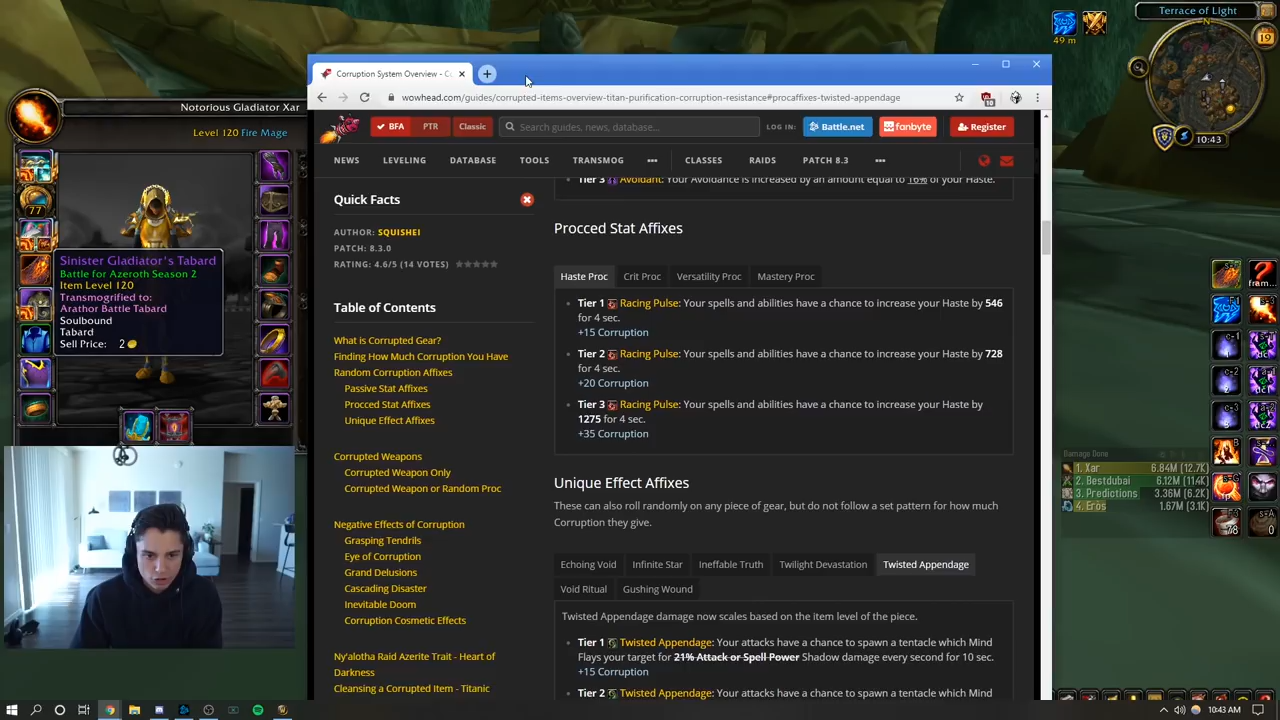 Terrace of Light
19
49 m
10:43
Notorious Gladiator Xar
Level 120 Fire Mage
77
Sinister Gladiator's Tabard
Battle for Azeroth Season 2
Item Level 120
Transmogrified to:
Arathor Battle Tabard
Soulbound
Tabard
Sell Price: 2
Corruption System Overview - C
wowhead.com/guides/corrupted-items-overview-titan-purification-corruption-resistance#procaffixes-twisted-appendage
10
BFA PTR Classic
Search guides, news, database...
LOG IN: Battle.net fanbyte Register
NEWS LEVELING DATABASE TOOLS TRANSMOG ••• CLASSES RAIDS PATCH 8.3 •••
Quick Facts
AUTHOR: SQUISHEI
PATCH: 8.3.0
RATING: 4.6/5 (14 VOTES)
Table of Contents
What is Corrupted Gear?
Finding How Much Corruption You Have
Random Corruption Affixes
Passive Stat Affixes
Procced Stat Affixes
Unique Effect Affixes
Corrupted Weapons
Corrupted Weapon Only
Corrupted Weapon or Random Proc
Negative Effects of Corruption
Grasping Tendrils
Eye of Corruption
Grand Delusions
Cascading Disaster
Inevitable Doom
Corruption Cosmetic Effects
Ny'alotha Raid Azerite Trait - Heart of
Darkness
Cleansing a Corrupted Item - Titanic
Tier 3 Avoidant: Your Avoidance is increased by an amount equal to 16% of your Haste.
Procced Stat Affixes
Haste Proc Crit Proc Versatility Proc Mastery Proc
• Tier 1 Racing Pulse: Your spells and abilities have a chance to increase your Haste by 546
for 4 sec.
+15 Corruption
• Tier 2 Racing Pulse: Your spells and abilities have a chance to increase your Haste by 728
for 4 sec.
+20 Corruption
• Tier 3 Racing Pulse: Your spells and abilities have a chance to increase your Haste by
1275 for 4 sec.
+35 Corruption
Unique Effect Affixes
These can also roll randomly on any piece of gear, but do not follow a set pattern for how much
Corruption they give.
Echoing Void Infinite Star Ineffable Truth Twilight Devastation Twisted Appendage
Void Ritual Gushing Wound
Twisted Appendage damage now scales based on the item level of the piece.
• Tier 1 Twisted Appendage: Your attacks have a chance to spawn a tentacle which Mind
Flays your target for 21% Attack or Spell Power Shadow damage every second for 10 sec.
+15 Corruption
• Tier 2 Twisted Appendage: Your attacks have a chance to spawn a tentacle which Mind
Damage Done
1. Xar 6.84M (12.7K)
2. Bestdubai 6.12M (11.4K)
3. Predictions 3.36M (6.2K)
4. Erös 1.67M (3.1K)
10:43 AM